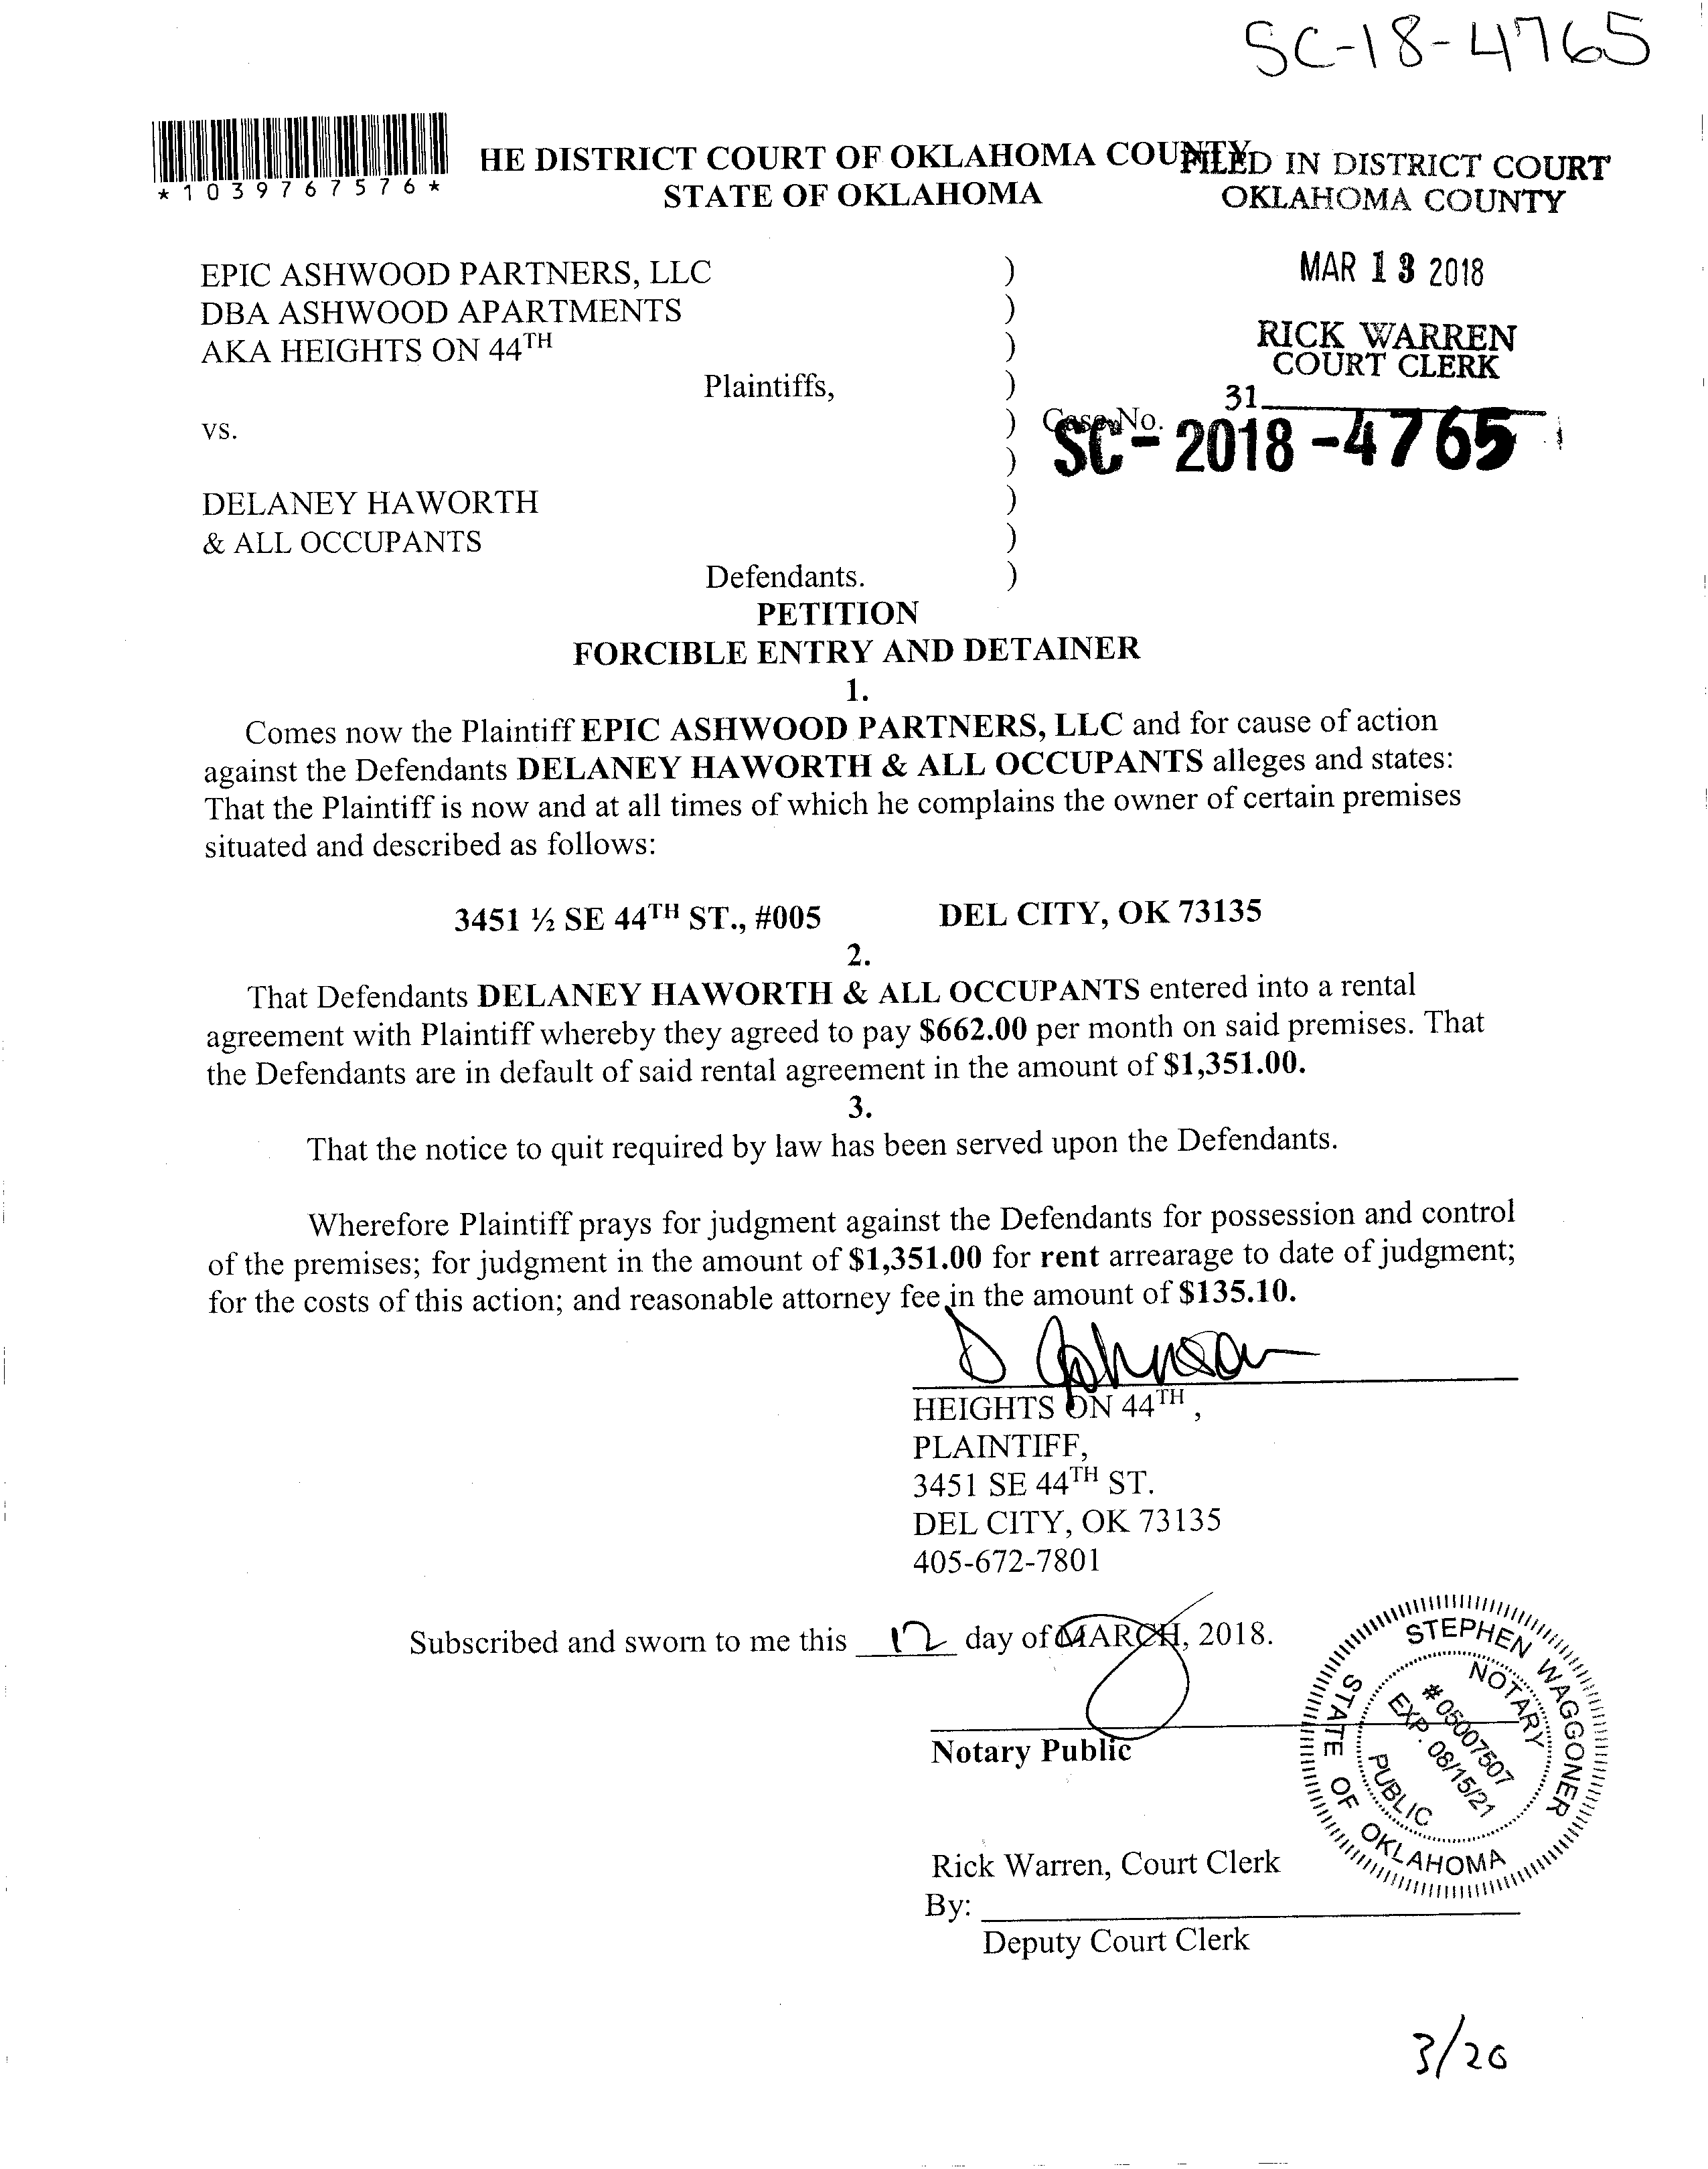 SC-18-4765
*1039767576*
HE DISTRICT COURT OF OKLAHOMA COUNTY
STATE OF OKLAHOMA
FILED IN DISTRICT COURT
OKLAHOMA COUNTY
MAR 13 2018
RICK WARREN
COURT CLERK
31
EPIC ASHWOOD PARTNERS, LLC )
DBA ASHWOOD APARTMENTS )
AKA HEIGHTS ON 44TH )
Plaintiffs, )
vs. ) Case No.
) SC-2018-4765
DELANEY HAWORTH )
& ALL OCCUPANTS )
Defendants. )
PETITION
FORCIBLE ENTRY AND DETAINER
1.
Comes now the Plaintiff EPIC ASHWOOD PARTNERS, LLC and for cause of action
against the Defendants DELANEY HAWORTH & ALL OCCUPANTS alleges and states:
That the Plaintiff is now and at all times of which he complains the owner of certain premises
situated and described as follows:
3451 ½ SE 44TH ST., #005 DEL CITY, OK 73135
2.
That Defendants DELANEY HAWORTH & ALL OCCUPANTS entered into a rental
agreement with Plaintiff whereby they agreed to pay $662.00 per month on said premises. That
the Defendants are in default of said rental agreement in the amount of $1,351.00.
3.
That the notice to quit required by law has been served upon the Defendants.
Wherefore Plaintiff prays for judgment against the Defendants for possession and control
of the premises; for judgment in the amount of $1,351.00 for rent arrearage to date of judgment;
for the costs of this action; and reasonable attorney fee in the amount of $135.10.
D Johnson
HEIGHTS ON 44TH,
PLAINTIFF,
3451 SE 44TH ST.
DEL CITY, OK 73135
405-672-7801
Subscribed and sworn to me this 12 day of MARCH, 2018.
Notary Public
STEPHEN WAGGONER
NOTARY
# 05007507
EXP. 08/15/21
PUBLIC
STATE OF OKLAHOMA
Rick Warren, Court Clerk
By:
Deputy Court Clerk
3/20